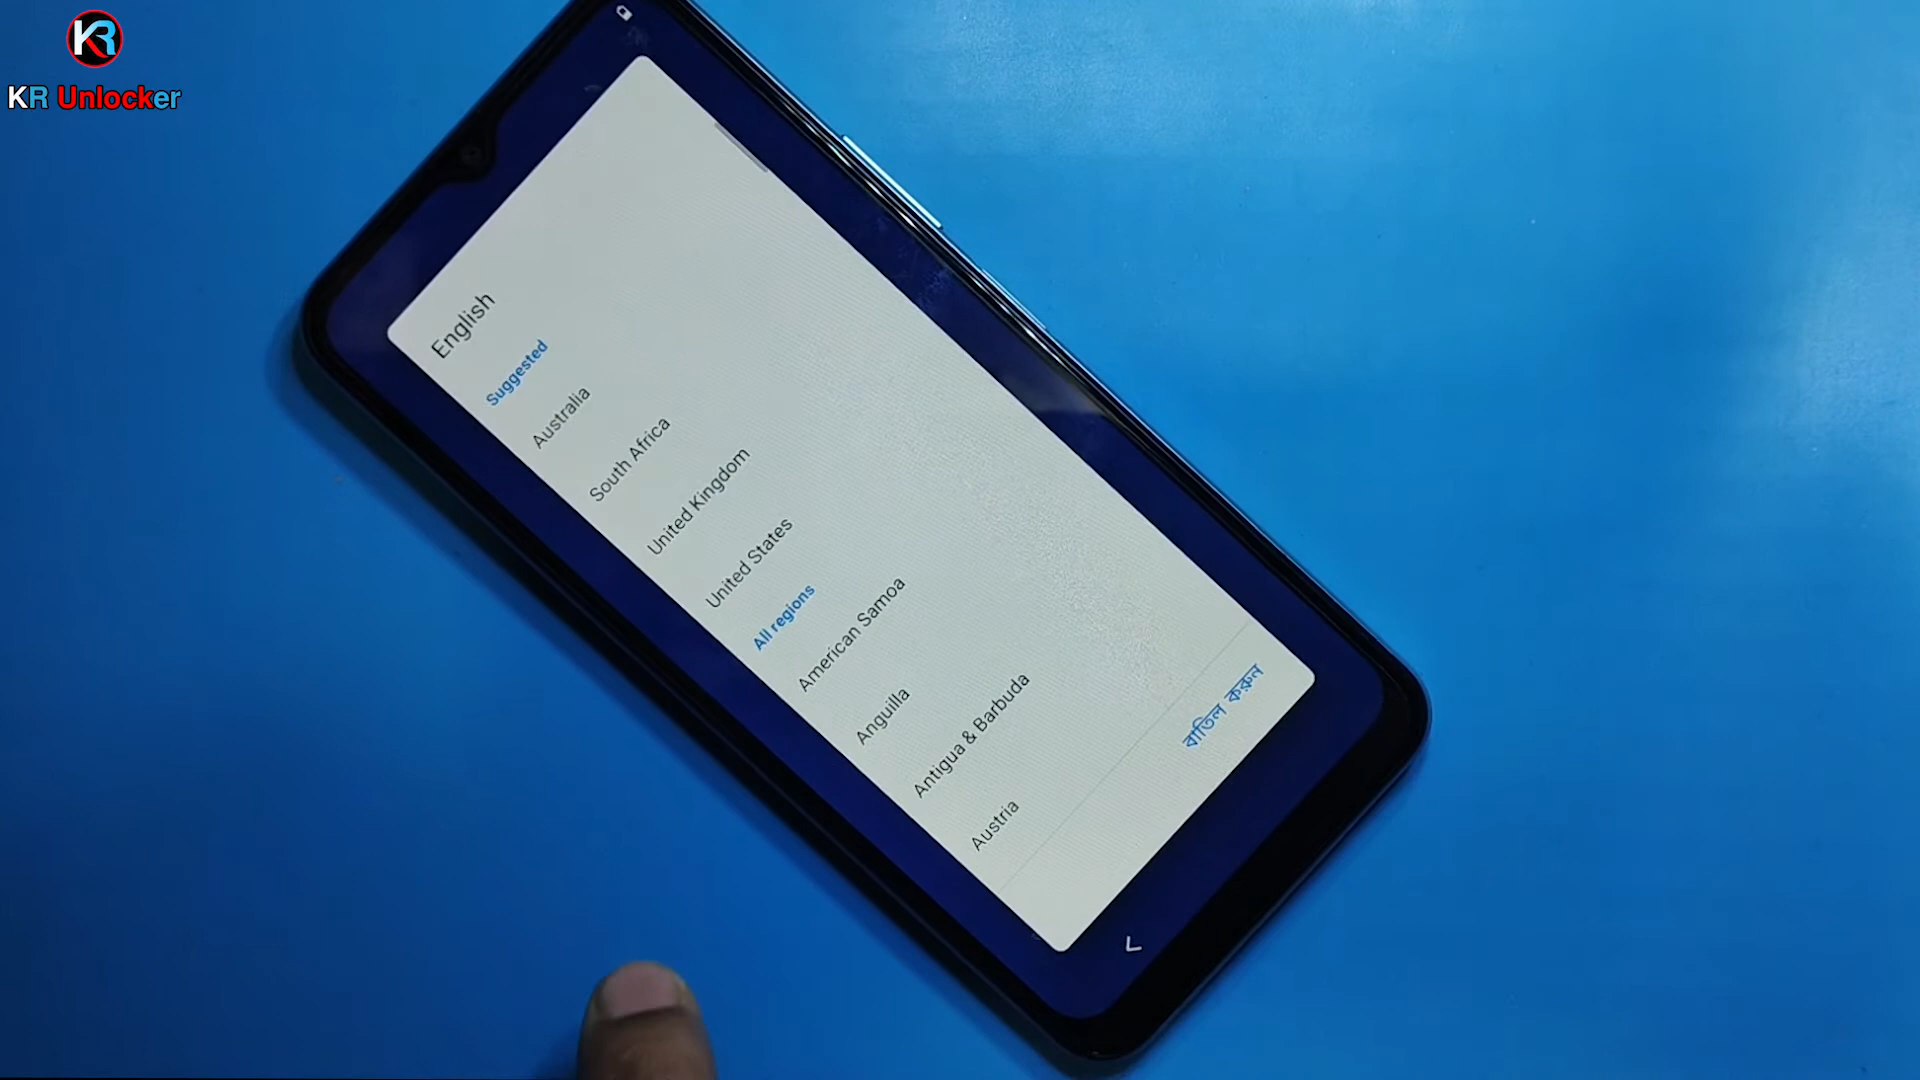 KR
KR Unlocker
English
Suggested
Australia
South Africa
United Kingdom
United States
All regions
American Samoa
Anguilla
Antigua & Barbuda
Austria
বাতিল করুন